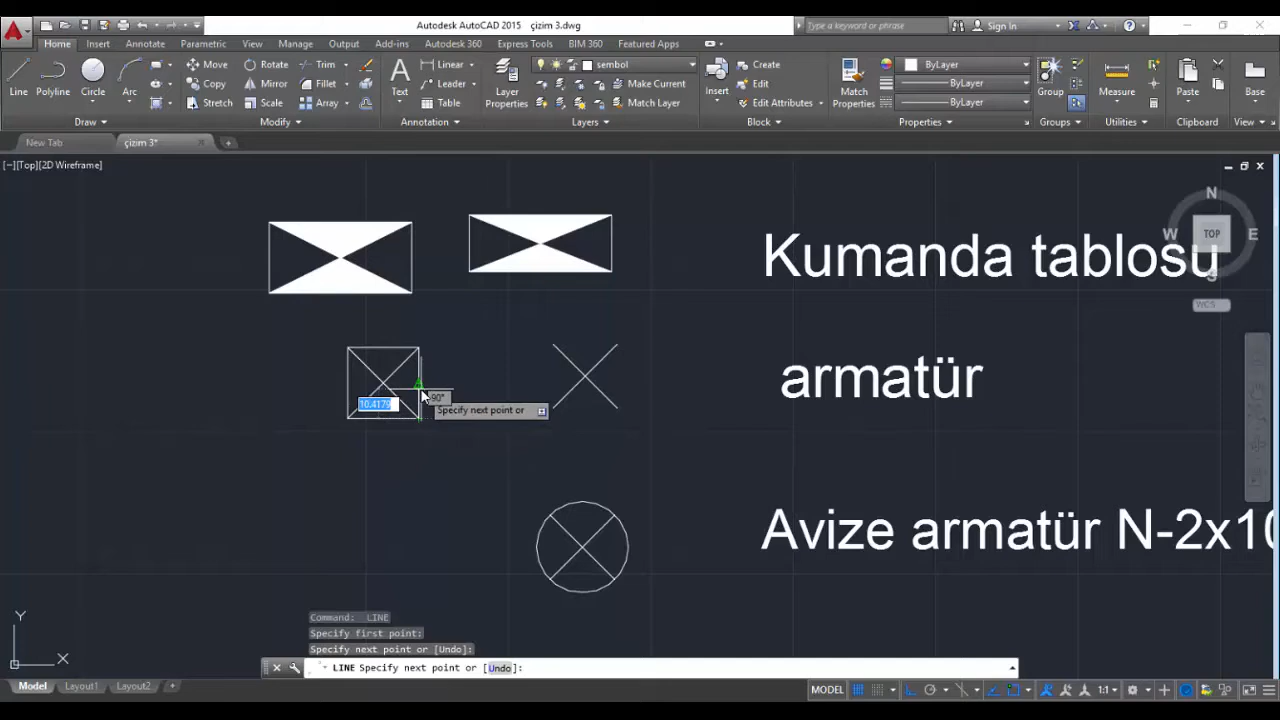 Autodesk AutoCAD 2015 çizim 3.dwg
Type a keyword or phrase
Sign In
Home Insert Annotate Parametric View Manage Output Add-ins Autodesk 360 Express Tools BIM 360 Featured Apps
Line Polyline Circle Arc
Move Rotate Trim
Copy Mirror Fillet
Stretch Scale Array
Text
Linear
Leader
Table
Layer Properties
sembol
Make Current
Match Layer
Insert
Create
Edit
Edit Attributes
Match Properties
ByLayer
ByLayer
ByLayer
Group
Measure
Paste
Base
Draw Modify Annotation Layers Block Properties Groups Utilities Clipboard View
New Tab çizim 3*
[−][Top][2D Wireframe]
N
W TOP E
S
WCS
Kumanda tablosu
armatür
90°
10.4179
Specify next point or
Avize armatür N-2x10
Y
X
Command: _LINE
Specify first point:
Specify next point or [Undo]:
LINE Specify next point or [Undo]:
Model Layout1 Layout2 +
MODEL 1:1